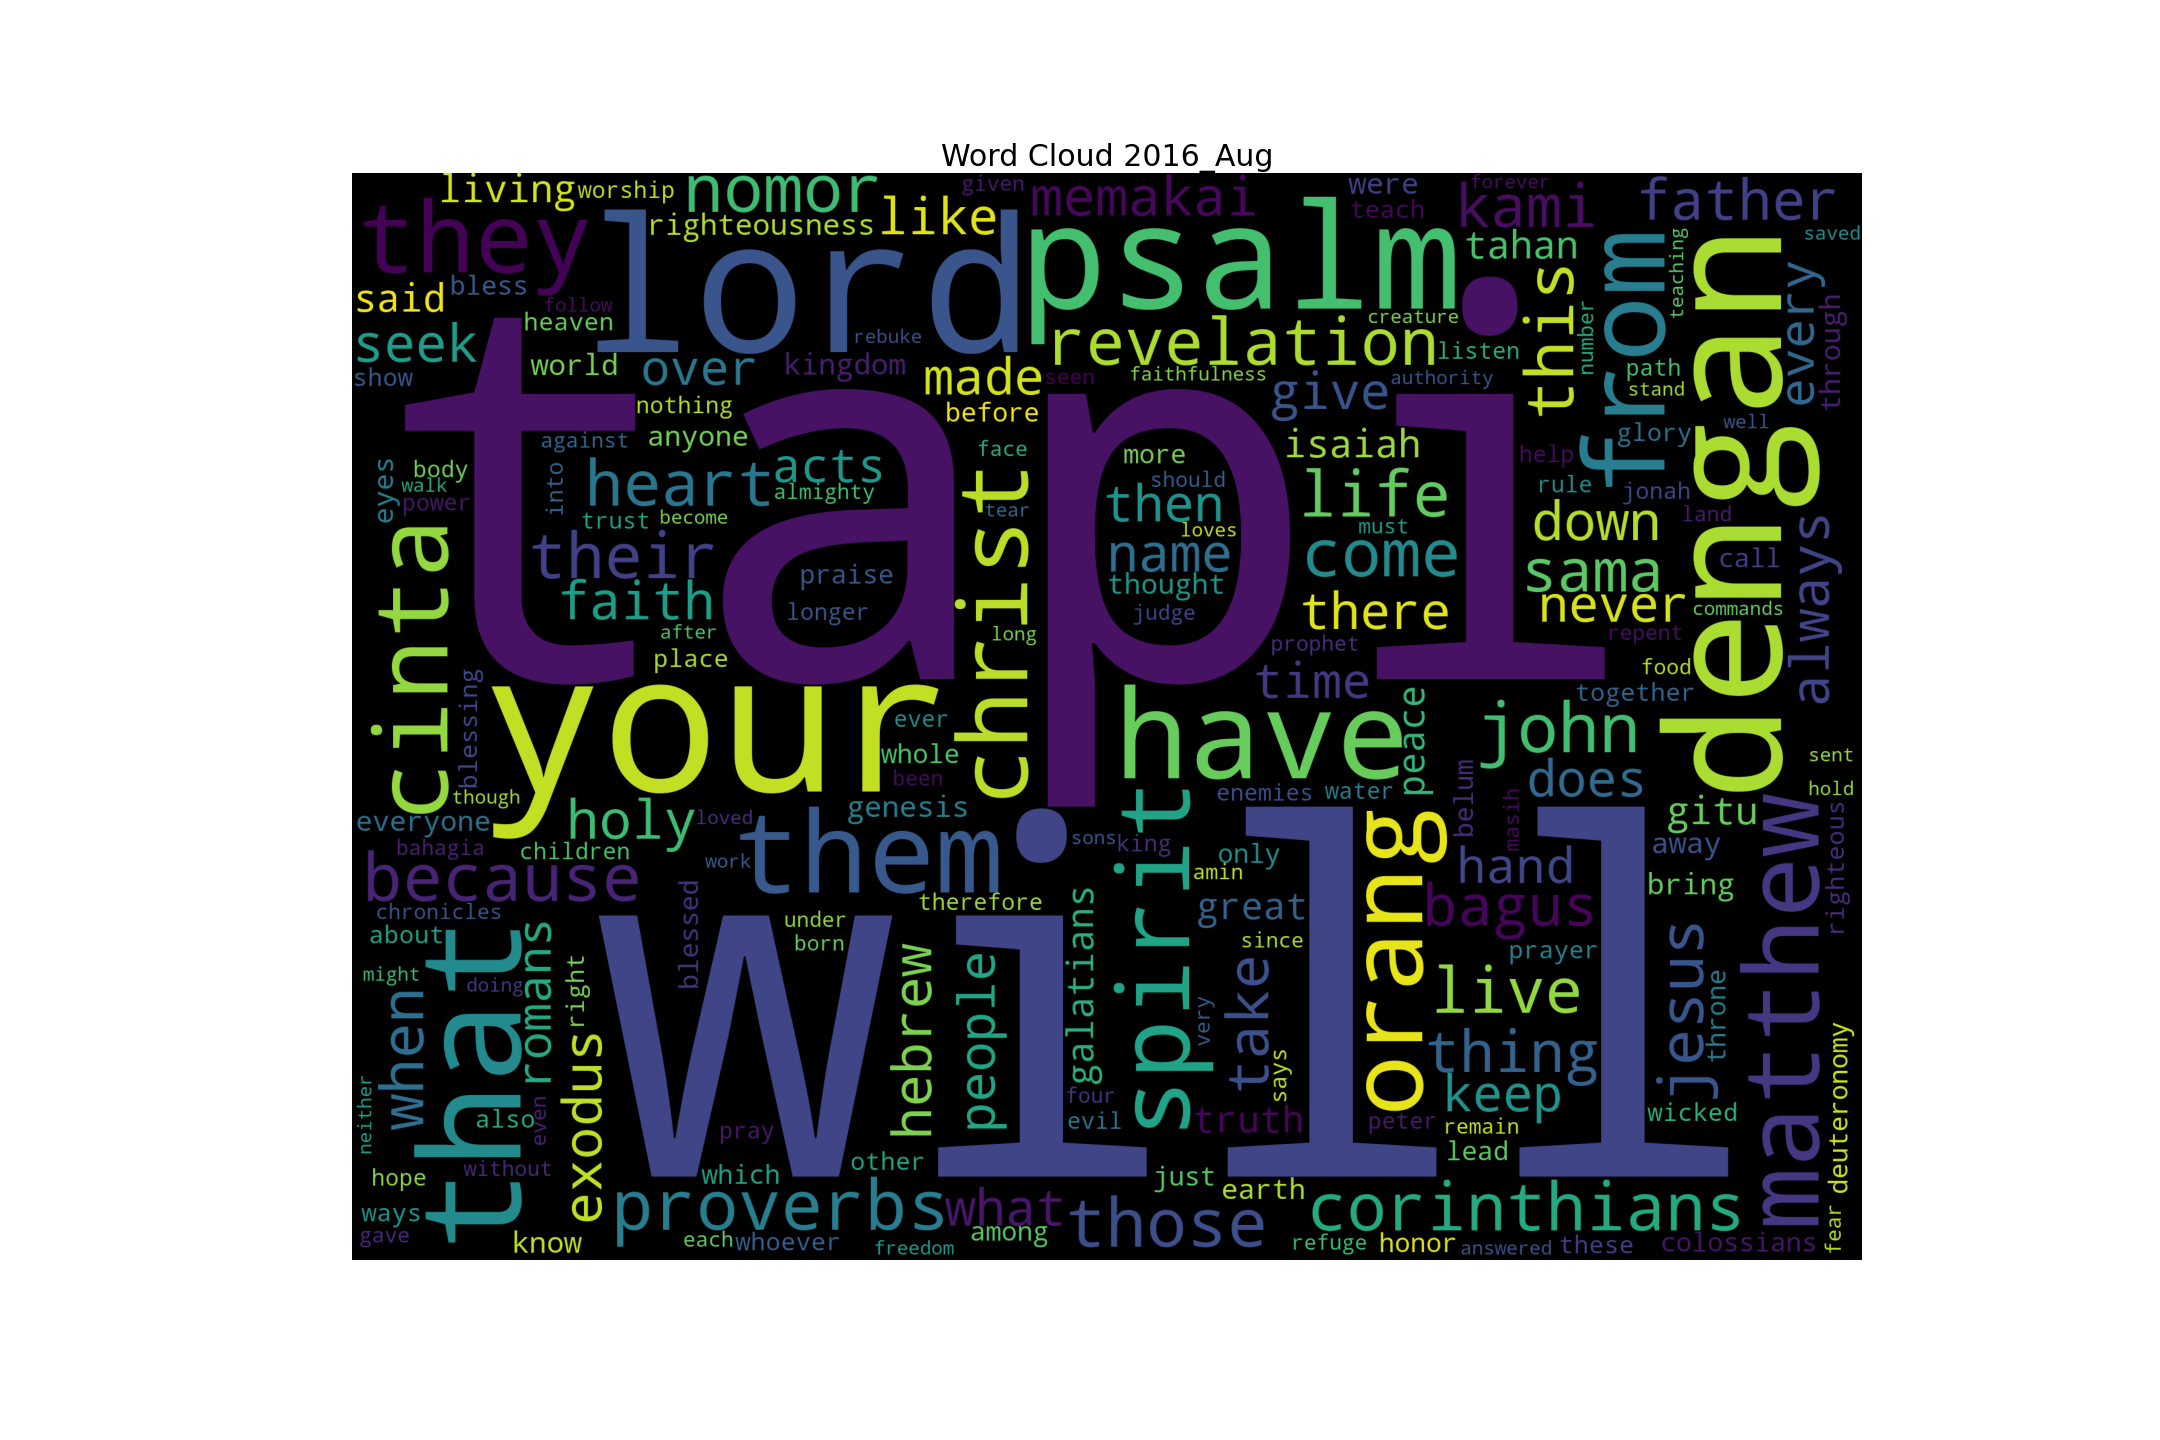 Word Cloud 2016_Aug
living worship nomor given memakai were forever father
they righteousness like teach kami
lord psalm tahan saved
said bless follow this from teaching every
seek heaven rebuke revelation creature listen number through
show world over kingdom made seen faithfulness give authority path stand
nothing before dengan
tapi
against anyone face more isaiah glory well
body walk power eyes into heart acts almighty christ should then life help rule jonah
trust become tear loves must down land
cinta their praise name come sama call always
faith longer thought there never commands
after long judge prophet repent
place time food together
blessing your ever have peace john
whole been sent
though holy loved genesis enemies water belum masih does hold
everyone them sons king gitu
bahagia children work only orang away righteous
because blessed therefore spirit amin hand bring matthew
chronicles under great bagus
about born since prayer jesus throne
that romans will hebrew people galatians take live
might doing right very thing
when says keep
neither also even exodus pray four evil truth peter remain wicked deuteronomy
hope without which other just lead
ways proverbs what earth corinthians
gave know each whoever freedom among those refuge honor answered these colossians fear